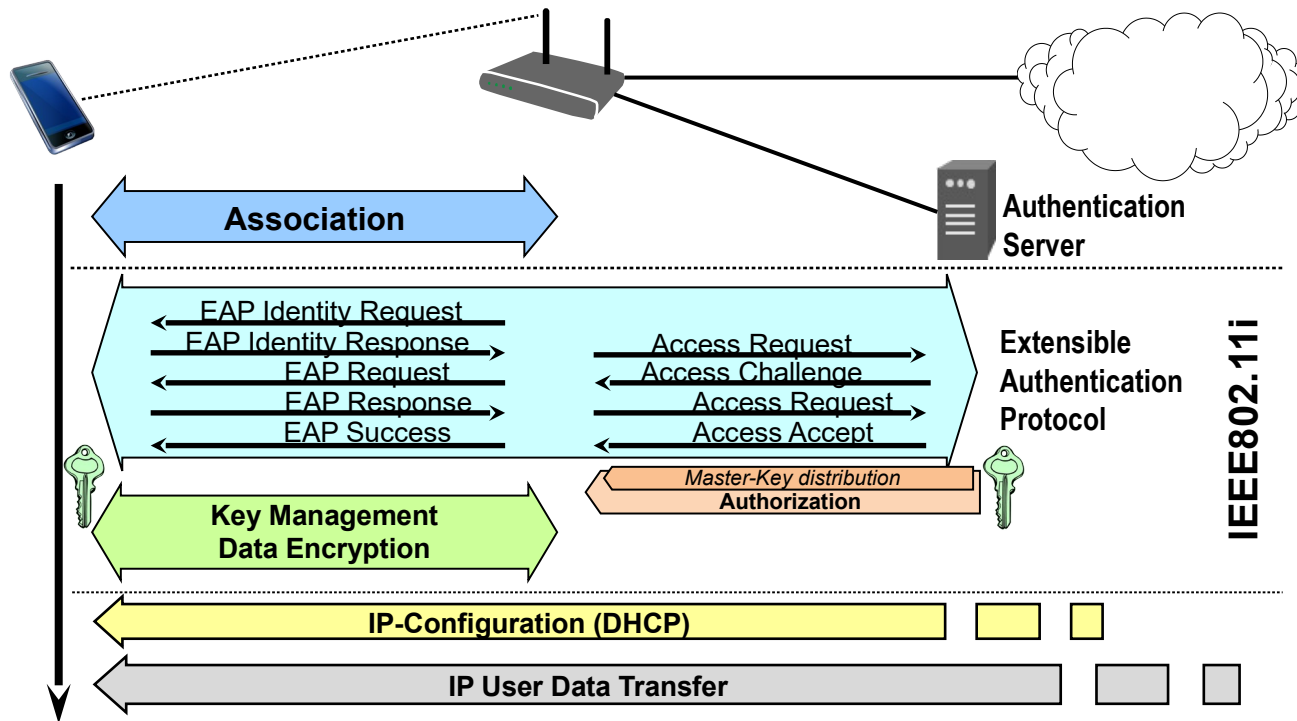 Association
Authentication
Server
EAP Identity Request
EAP Identity Response
Access Request
EAP Request
Access Challenge
EAP Response
Access Request
EAP Success
Access Accept
Extensible
Authentication
Protocol
IEEE802.11i
Master-Key distribution
Authorization
Key Management
Data Encryption
IP-Configuration (DHCP)
IP User Data Transfer